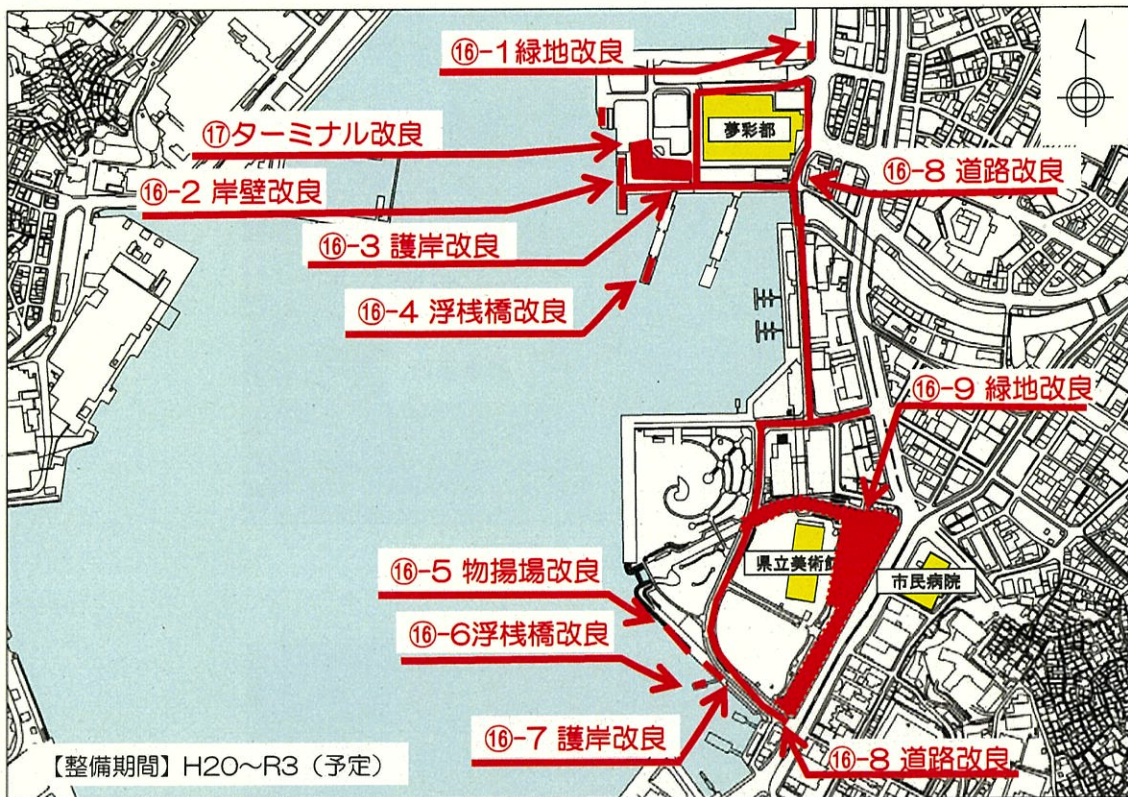 ⑯-1緑地改良
⑰ターミナル改良
夢彩都
⑯-2 岸壁改良
⑯-8 道路改良
⑯-3 護岸改良
⑯-4 浮桟橋改良
⑯-9 緑地改良
⑯-5 物揚場改良
県立美術館
市民病院
⑯-6浮桟橋改良
⑯-7 護岸改良
⑯-8 道路改良
【整備期間】H20～R3（予定）